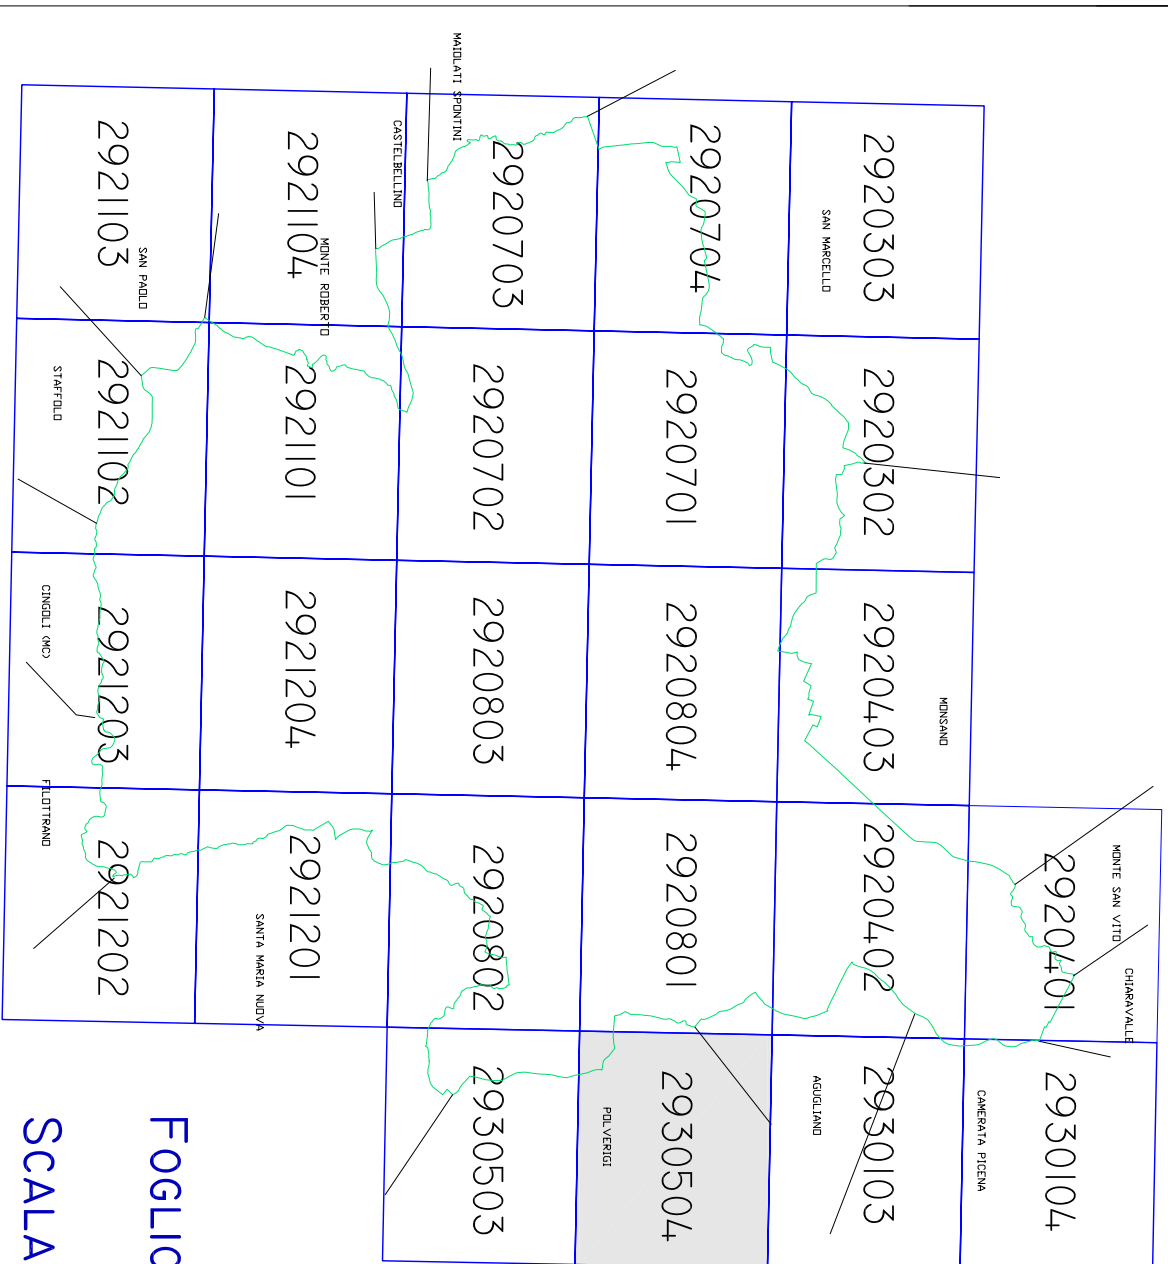 CHIARAVALLE
MONTE SAN VITO
2920401
2930104
CAMERATA PICENA
MONSANO
2920303
2920302
2920403
2920402
2930103
SAN MARCELLO
AGUGLIANO
2920704
2920701
2920804
2920801
2930504
POLVERIGI
2920703
2920702
2920803
2920802
2930503
MAIOLATI SPONTINI
CASTELBELLINO
MONTE ROBERTO
2921104
2921101
2921204
2921201
SANTA MARIA NUOVA
SAN PAOLO
FOGLIO
2921103
2921102
2921203
2921202
STAFFOLO
CINGOLI (MC)
FILOTTRANO
SCALA